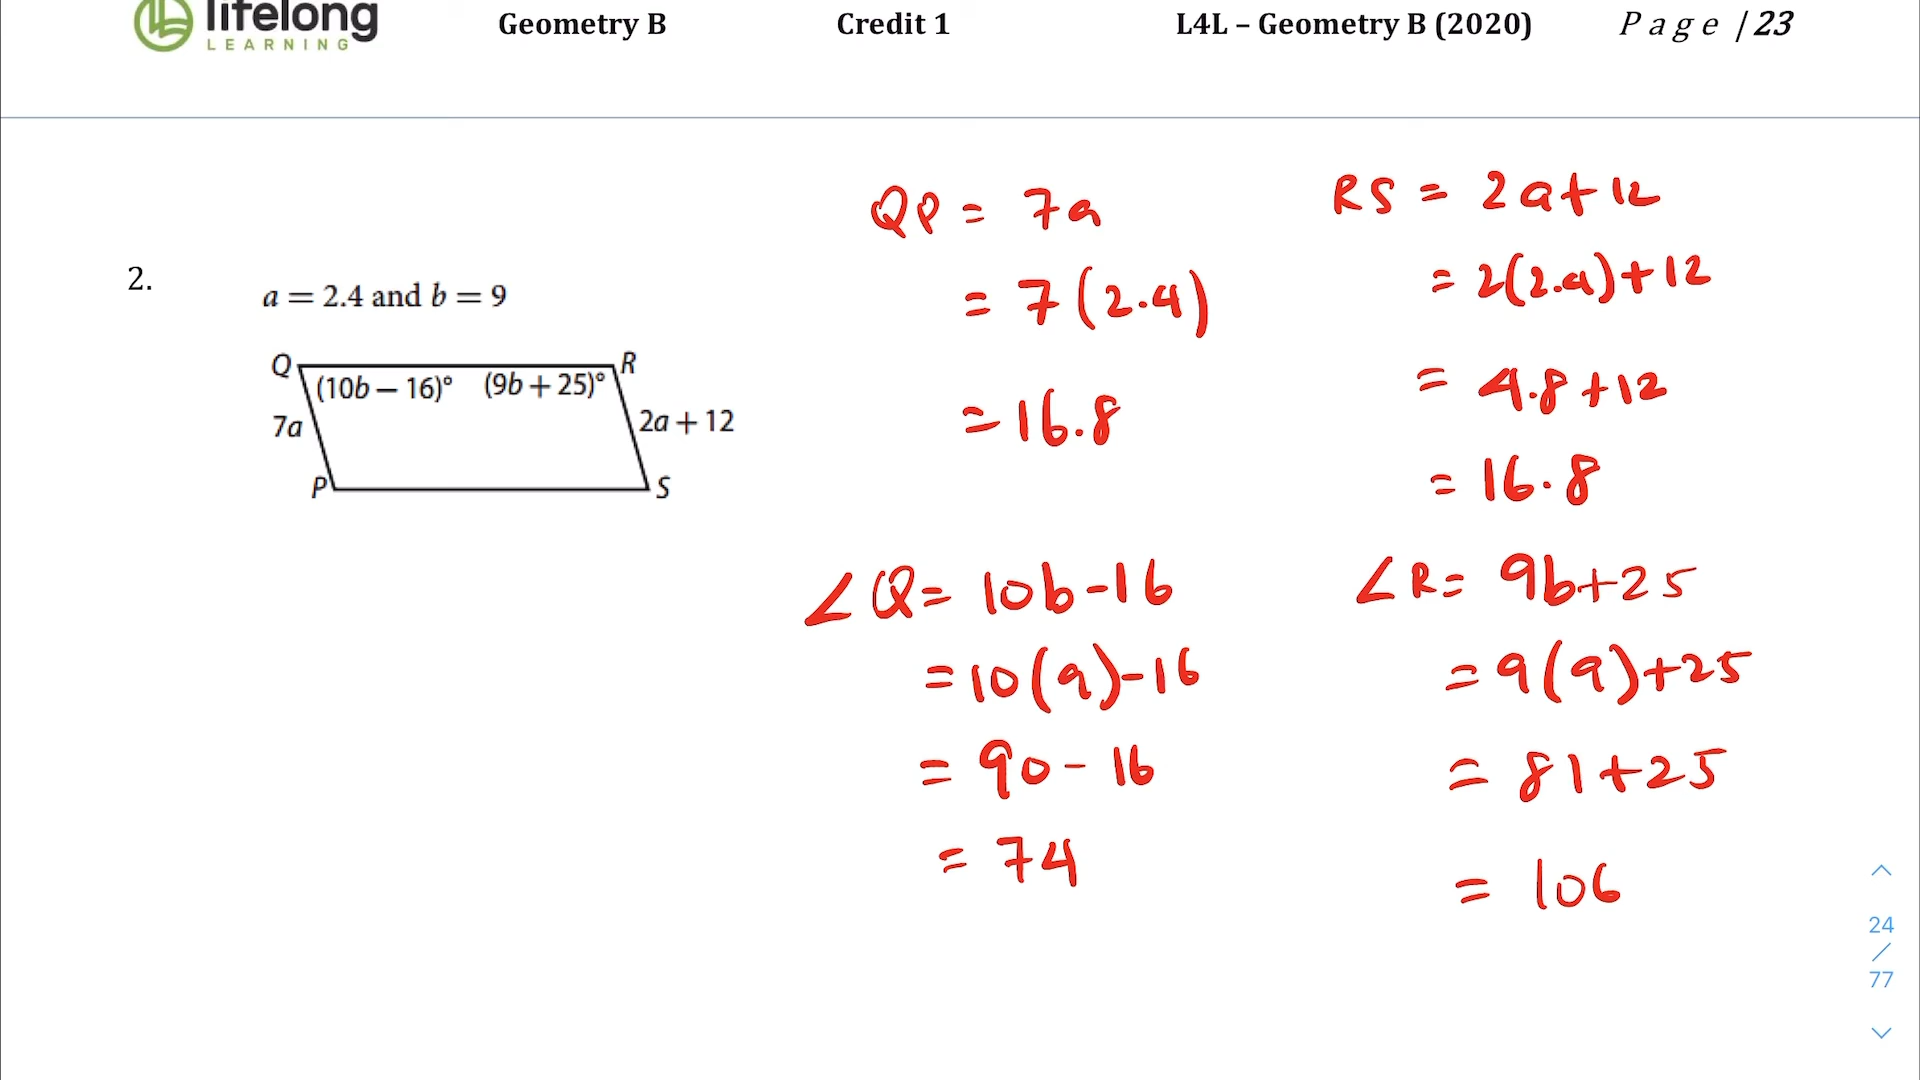 lifelong
LEARNING
Geometry B Credit 1 L4L – Geometry B (2020) Page | 23
2.
a = 2.4 and b = 9
Q R
(10b – 16)° (9b + 25)°
7a 2a + 12
P S
QP = 7a
= 7(2.4)
= 16.8
RS = 2a+12
= 2(2.4)+12
= 4.8+12
= 16.8
∠Q = 10b-16
= 10(9)-16
= 90-16
= 74
∠R = 9b+25
= 9(9)+25
= 81+25
= 106
24
/
77